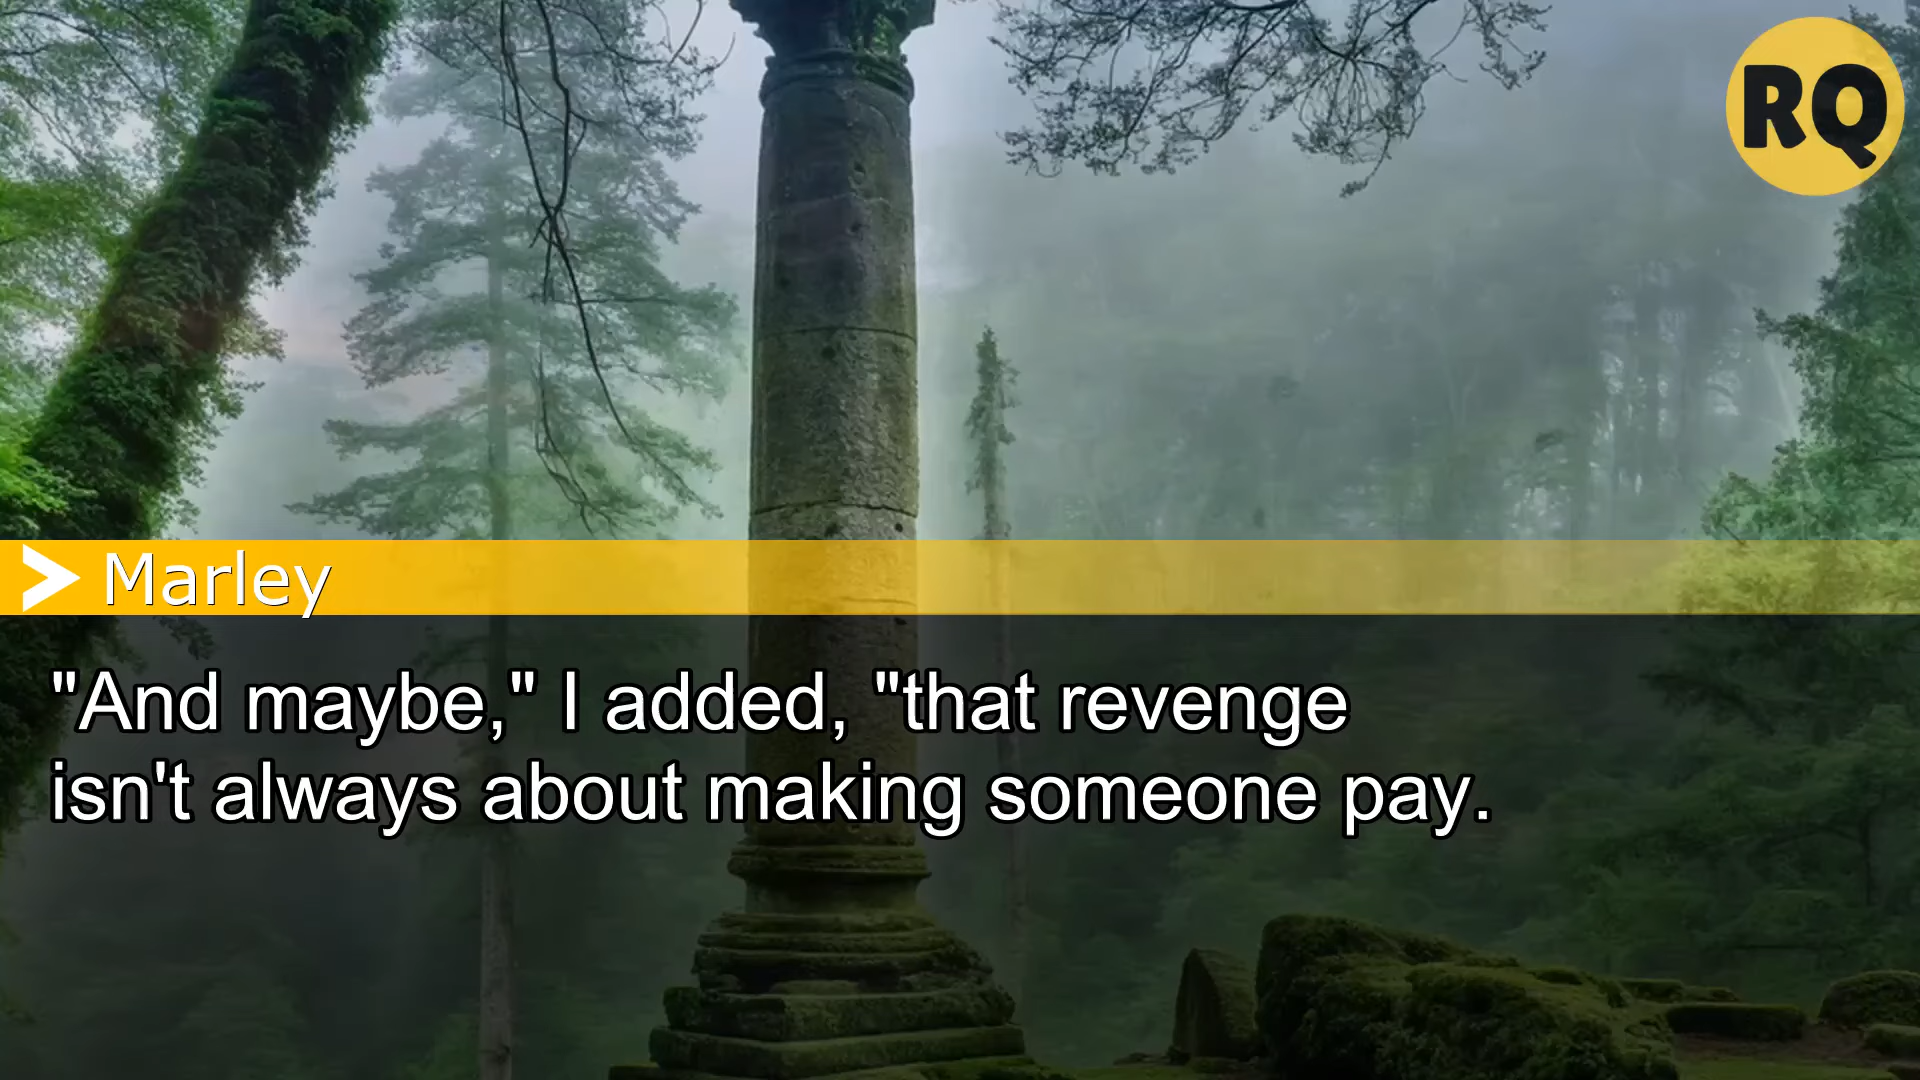 RQ
Marley
"And maybe," I added, "that revenge
isn't always about making someone pay.